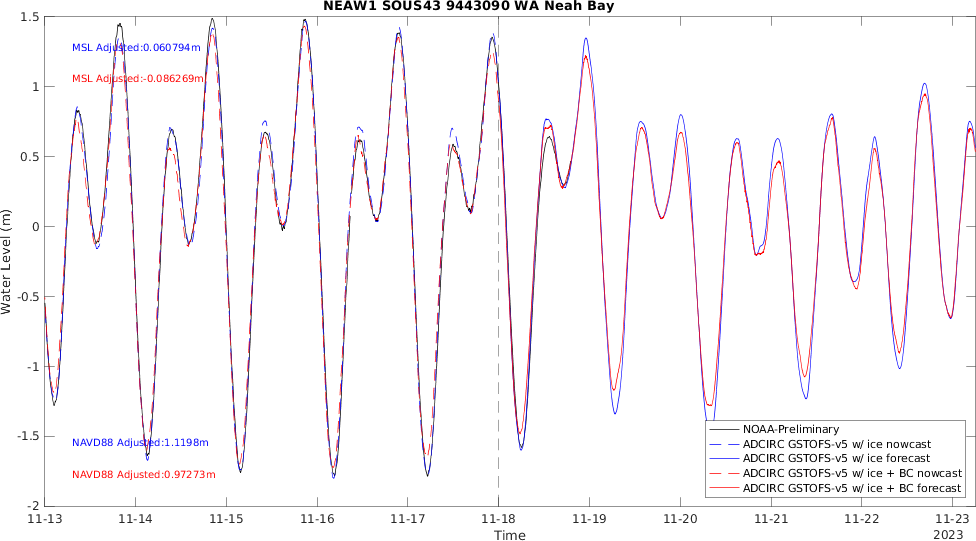 NEAW1 SOUS43 9443090 WA Neah Bay
1.5
1
0.5
0
-0.5
-1
-1.5
-2
Water Level (m)
MSL Adjusted:0.060794m
MSL Adjusted:-0.086269m
NAVD88 Adjusted:1.1198m
NAVD88 Adjusted:0.97273m
NOAA-Preliminary
ADCIRC GSTOFS-v5 w/ ice nowcast
ADCIRC GSTOFS-v5 w/ ice forecast
ADCIRC GSTOFS-v5 w/ ice + BC nowcast
ADCIRC GSTOFS-v5 w/ ice + BC forecast
11-13 11-14 11-15 11-16 11-17 11-18 11-19 11-20 11-21 11-22 11-23
Time
2023